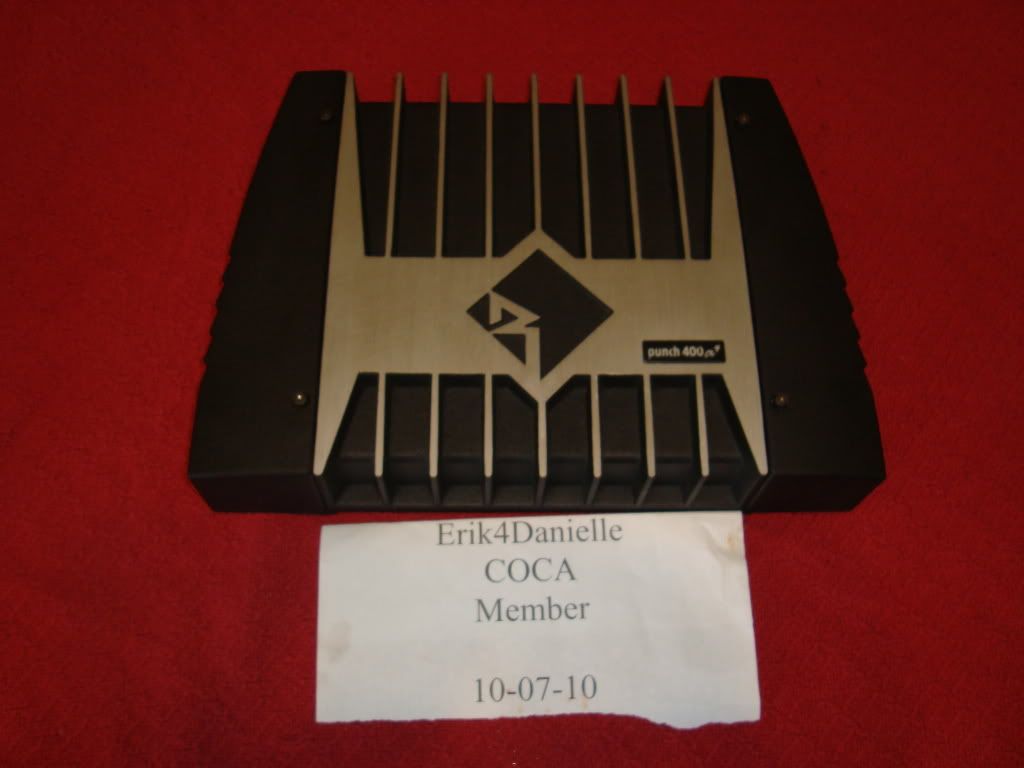 punch 400
Erik4Danielle
COCA
Member
10-07-10